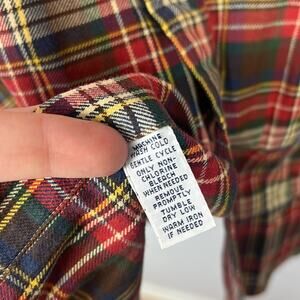 MACHINE
WASH COLD
GENTLE CYCLE
ONLY NON-
CHLORINE
BLEACH
WHEN NEEDED
REMOVE
PROMPTLY
TUMBLE
DRY LOW
WARM IRON
IF NEEDED